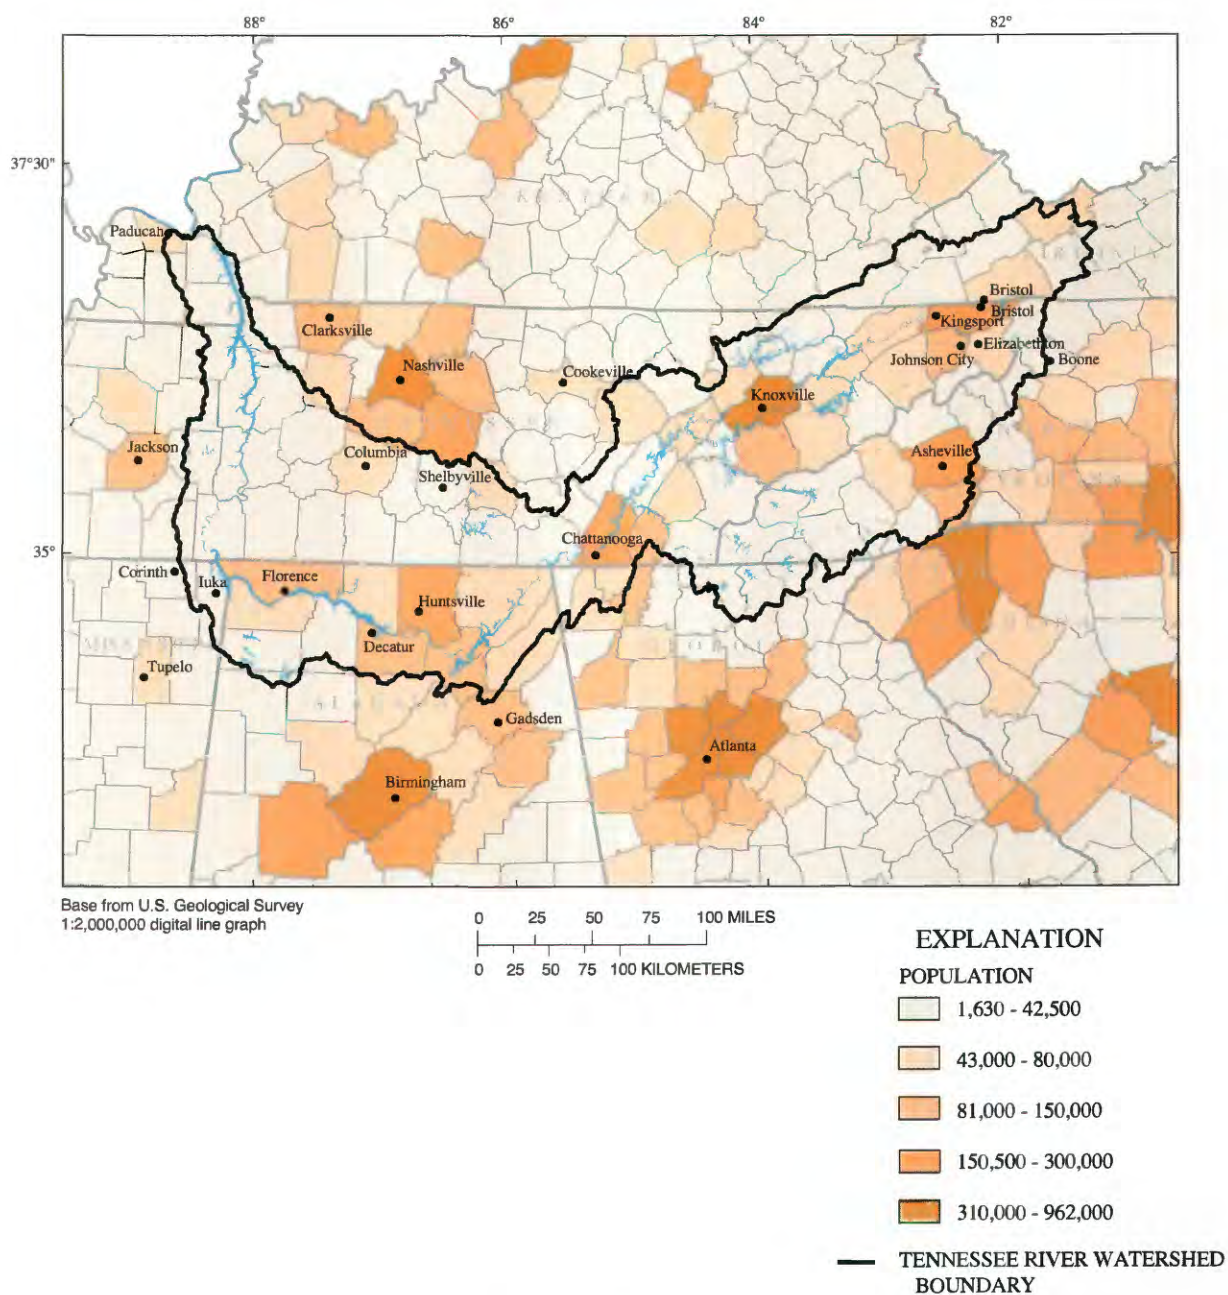 88° 86° 84° 82°
37°30'
35°
KENTUCKY
Paducah
Bristol
Bristol
Clarksville
Kingsport
Elizabethton
Johnson City
Boone
Nashville
Cookeville
Knoxville
Jackson
Columbia
Shelbyville
Asheville
Chattanooga
Corinth
Iuka
Florence
Huntsville
Decatur
Tupelo
Gadsden
Atlanta
Birmingham
Base from U.S. Geological Survey
1:2,000,000 digital line graph
0 25 50 75 100 MILES
0 25 50 75 100 KILOMETERS
EXPLANATION
POPULATION
1,630 - 42,500
43,000 - 80,000
81,000 - 150,000
150,500 - 300,000
310,000 - 962,000
TENNESSEE RIVER WATERSHED
BOUNDARY